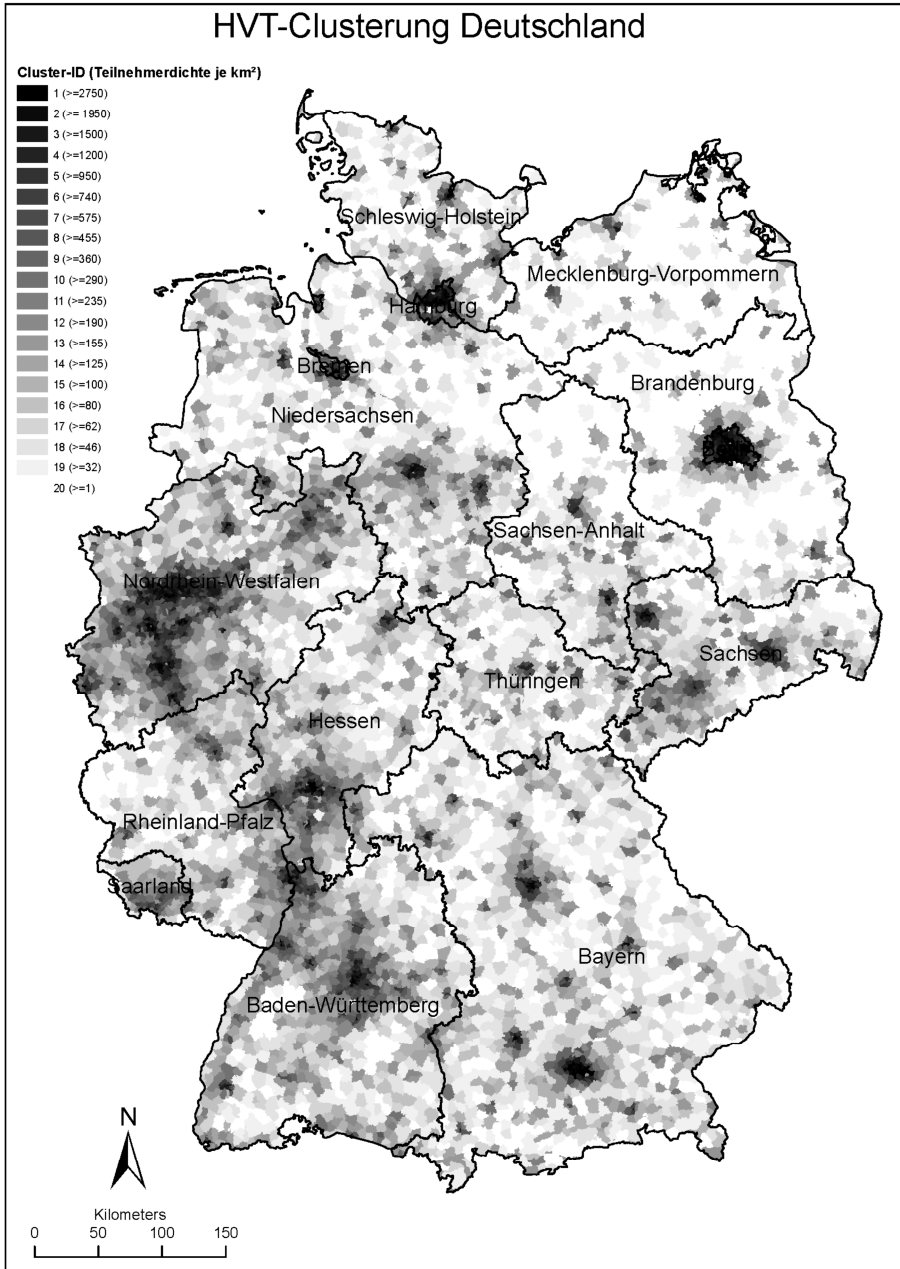 HVT-Clusterung Deutschland
Cluster-ID (Teilnehmerdichte je km²)
1 (>=2750)
2 (>= 1950)
3 (>=1500)
4 (>=1200)
5 (>=950)
6 (>=740)
7 (>=575)
8 (>=455)
9 (>=360)
10 (>=290)
11 (>=235)
12 (>=190)
13 (>=155)
14 (>=125)
15 (>=100)
16 (>=80)
17 (>=62)
18 (>=46)
19 (>=32)
20 (>=1)
Schleswig-Holstein
Mecklenburg-Vorpommern
Hamburg
Bremen
Brandenburg
Niedersachsen
Sachsen-Anhalt
Nordrhein-Westfalen
Sachsen
Thüringen
Hessen
Rheinland-Pfalz
Saarland
Bayern
Baden-Württemberg
N
Kilometers
0 50 100 150